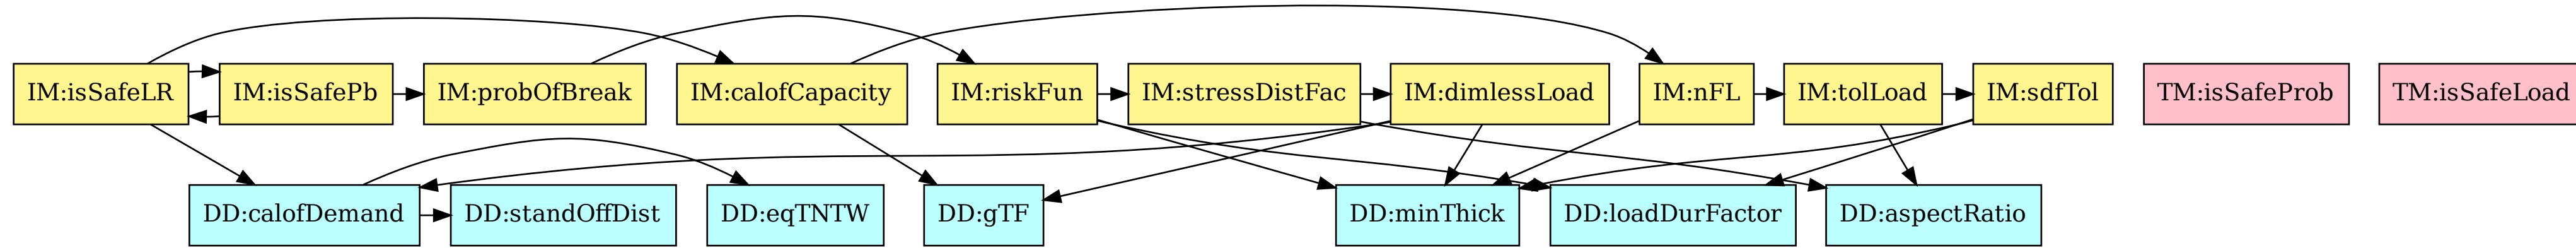 IM:isSafeLR
IM:isSafePb
IM:probOfBreak
IM:calofCapacity
IM:riskFun
IM:stressDistFac
IM:dimlessLoad
IM:nFL
IM:tolLoad
IM:sdfTol
TM:isSafeProb
TM:isSafeLoad
DD:calofDemand
DD:standOffDist
DD:eqTNTW
DD:gTF
DD:minThick
DD:loadDurFactor
DD:aspectRatio